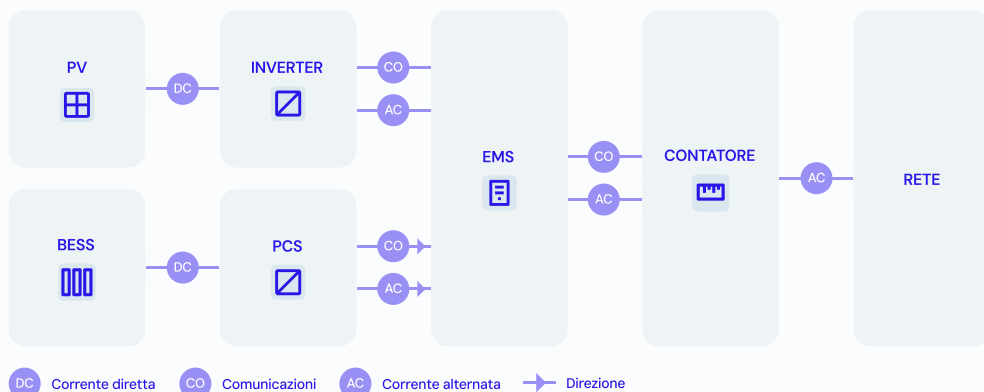 PV
DC
INVERTER
CO
AC
BESS
DC
PCS
CO
AC
EMS
CO
AC
CONTATORE
AC
RETE
DC Corrente diretta
CO Comunicazioni
AC Corrente alternata
Direzione